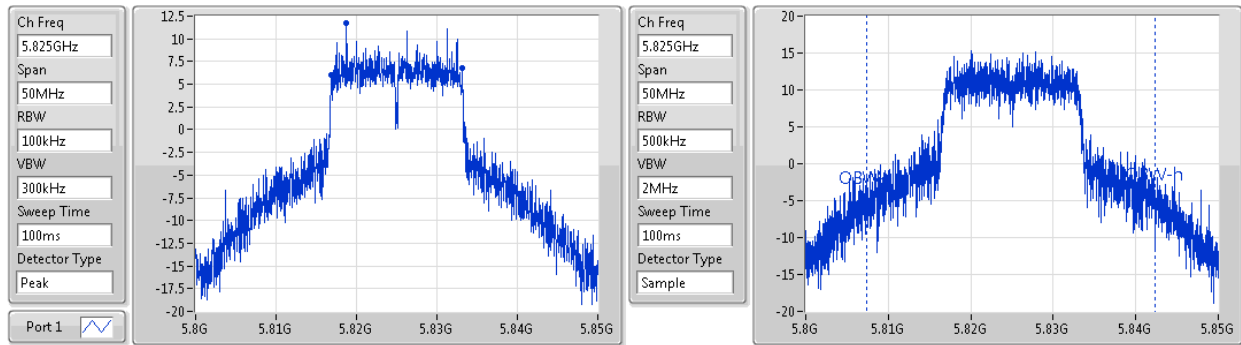 Ch Freq
5.825GHz
Span
50MHz
RBW
100kHz
VBW
300kHz
Sweep Time
100ms
Detector Type
Peak
Port 1
12.5
10
7.5
5
2.5
0
-2.5
-5
-7.5
-10
-12.5
-15
-17.5
-20
5.8G 5.81G 5.82G 5.83G 5.84G 5.85G
Ch Freq
5.825GHz
Span
50MHz
RBW
500kHz
VBW
2MHz
Sweep Time
100ms
Detector Type
Sample
20
15
10
5
0
-5
-10
-15
-20
5.8G 5.81G 5.82G 5.83G 5.84G 5.85G